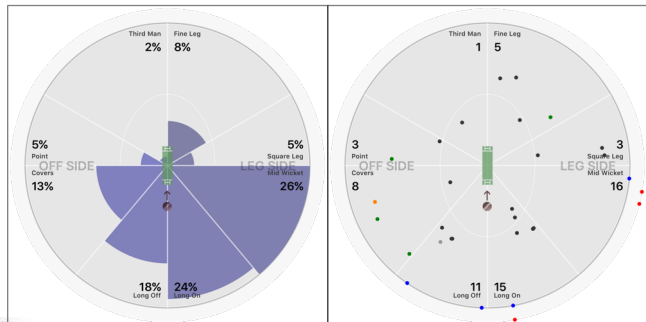 Third Man
Fine Leg
2%
8%
5%
5%
Point
OFF SIDE
LEG SIDE
Square Leg
Covers
Mid Wicket
13%
26%
18%
24%
Long Off
Long On
Third Man
Fine Leg
1
5
3
3
Point
OFF SIDE
LEG SIDE
Square Leg
Covers
Mid Wicket
8
16
11
15
Long Off
Long On